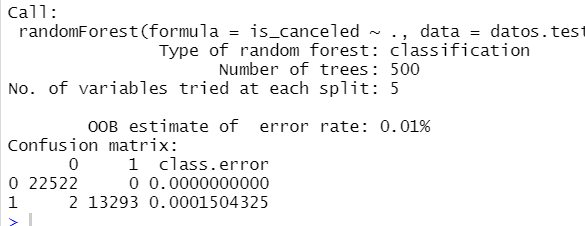 Call:
randomForest(formula = is_canceled ~ ., data = datos.test
Type of random forest: classification
Number of trees: 500
No. of variables tried at each split: 5
OOB estimate of  error rate: 0.01%
Confusion matrix:
0     1  class.error
0 22522     0 0.0000000000
1     2 13293 0.0001504325
>